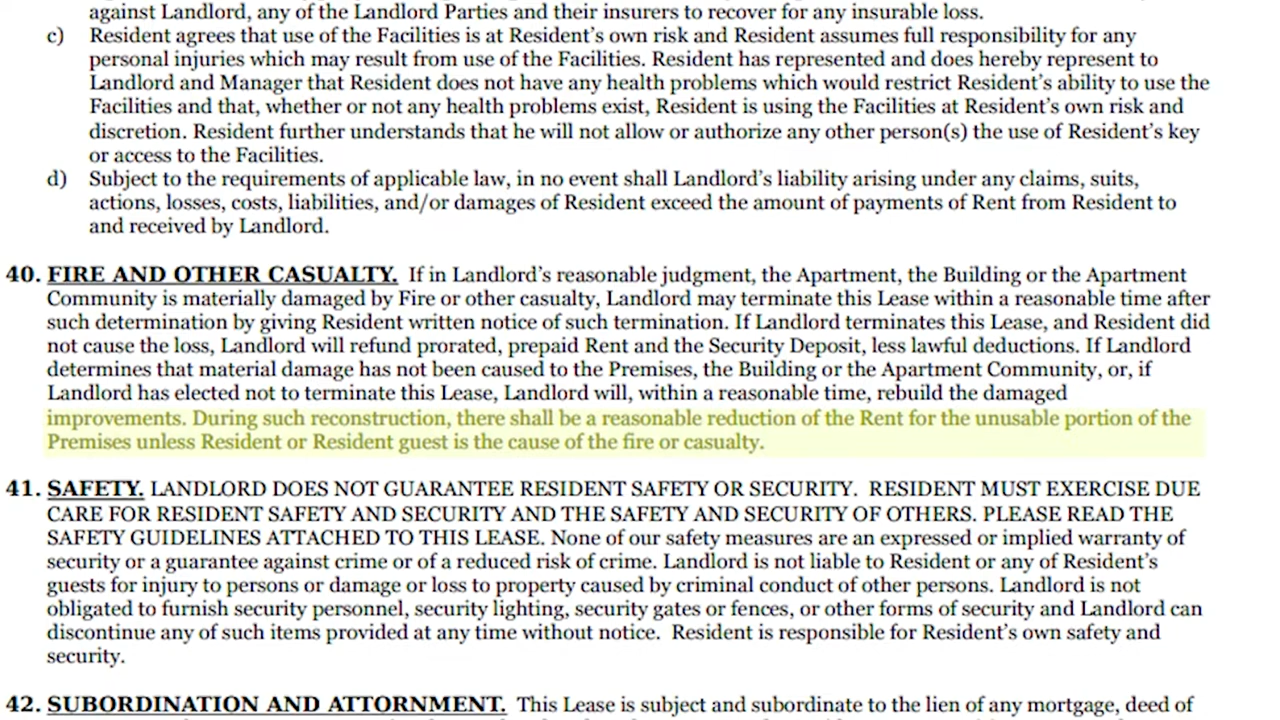 against Landlord, any of the Landlord Parties and their insurers to recover for any insurable loss.
c) Resident agrees that use of the Facilities is at Resident’s own risk and Resident assumes full responsibility for any
personal injuries which may result from use of the Facilities. Resident has represented and does hereby represent to
Landlord and Manager that Resident does not have any health problems which would restrict Resident’s ability to use the
Facilities and that, whether or not any health problems exist, Resident is using the Facilities at Resident’s own risk and
discretion. Resident further understands that he will not allow or authorize any other person(s) the use of Resident’s key
or access to the Facilities.
d) Subject to the requirements of applicable law, in no event shall Landlord’s liability arising under any claims, suits,
actions, losses, costs, liabilities, and/or damages of Resident exceed the amount of payments of Rent from Resident to
and received by Landlord.
40. FIRE AND OTHER CASUALTY. If in Landlord’s reasonable judgment, the Apartment, the Building or the Apartment
Community is materially damaged by Fire or other casualty, Landlord may terminate this Lease within a reasonable time after
such determination by giving Resident written notice of such termination. If Landlord terminates this Lease, and Resident did
not cause the loss, Landlord will refund prorated, prepaid Rent and the Security Deposit, less lawful deductions. If Landlord
determines that material damage has not been caused to the Premises, the Building or the Apartment Community, or, if
Landlord has elected not to terminate this Lease, Landlord will, within a reasonable time, rebuild the damaged
improvements. During such reconstruction, there shall be a reasonable reduction of the Rent for the unusable portion of the
Premises unless Resident or Resident guest is the cause of the fire or casualty.
41. SAFETY. LANDLORD DOES NOT GUARANTEE RESIDENT SAFETY OR SECURITY. RESIDENT MUST EXERCISE DUE
CARE FOR RESIDENT SAFETY AND SECURITY AND THE SAFETY AND SECURITY OF OTHERS. PLEASE READ THE
SAFETY GUIDELINES ATTACHED TO THIS LEASE. None of our safety measures are an expressed or implied warranty of
security or a guarantee against crime or of a reduced risk of crime. Landlord is not liable to Resident or any of Resident’s
guests for injury to persons or damage or loss to property caused by criminal conduct of other persons. Landlord is not
obligated to furnish security personnel, security lighting, security gates or fences, or other forms of security and Landlord can
discontinue any of such items provided at any time without notice. Resident is responsible for Resident’s own safety and
security.
42. SUBORDINATION AND ATTORNMENT. This Lease is subject and subordinate to the lien of any mortgage, deed of